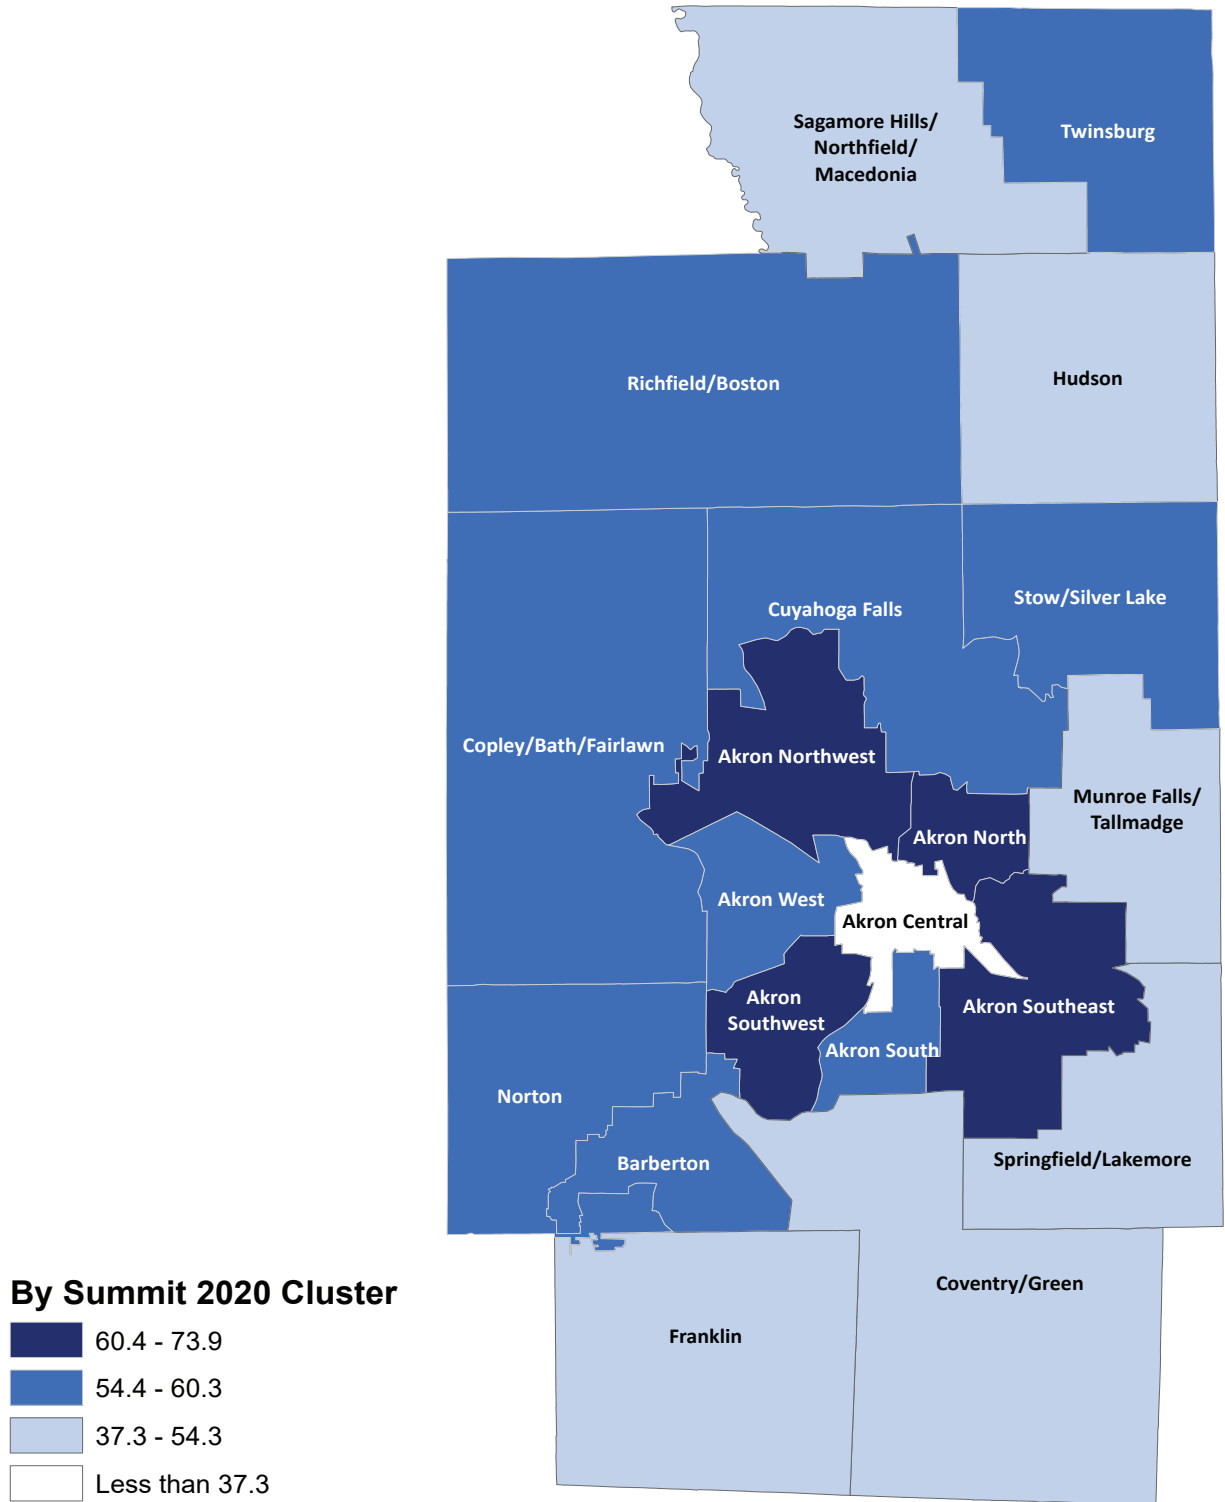 Sagamore Hills/
Northfield/
Macedonia
Twinsburg
Richfield/Boston
Hudson
Cuyahoga Falls
Stow/Silver Lake
Copley/Bath/Fairlawn
Akron Northwest
Munroe Falls/
Tallmadge
Akron North
Akron West
Akron Central
Akron
Southwest
Akron Southeast
Akron South
Norton
Barberton
Springfield/Lakemore
Coventry/Green
Franklin
By Summit 2020 Cluster
60.4 - 73.9
54.4 - 60.3
37.3 - 54.3
Less than 37.3